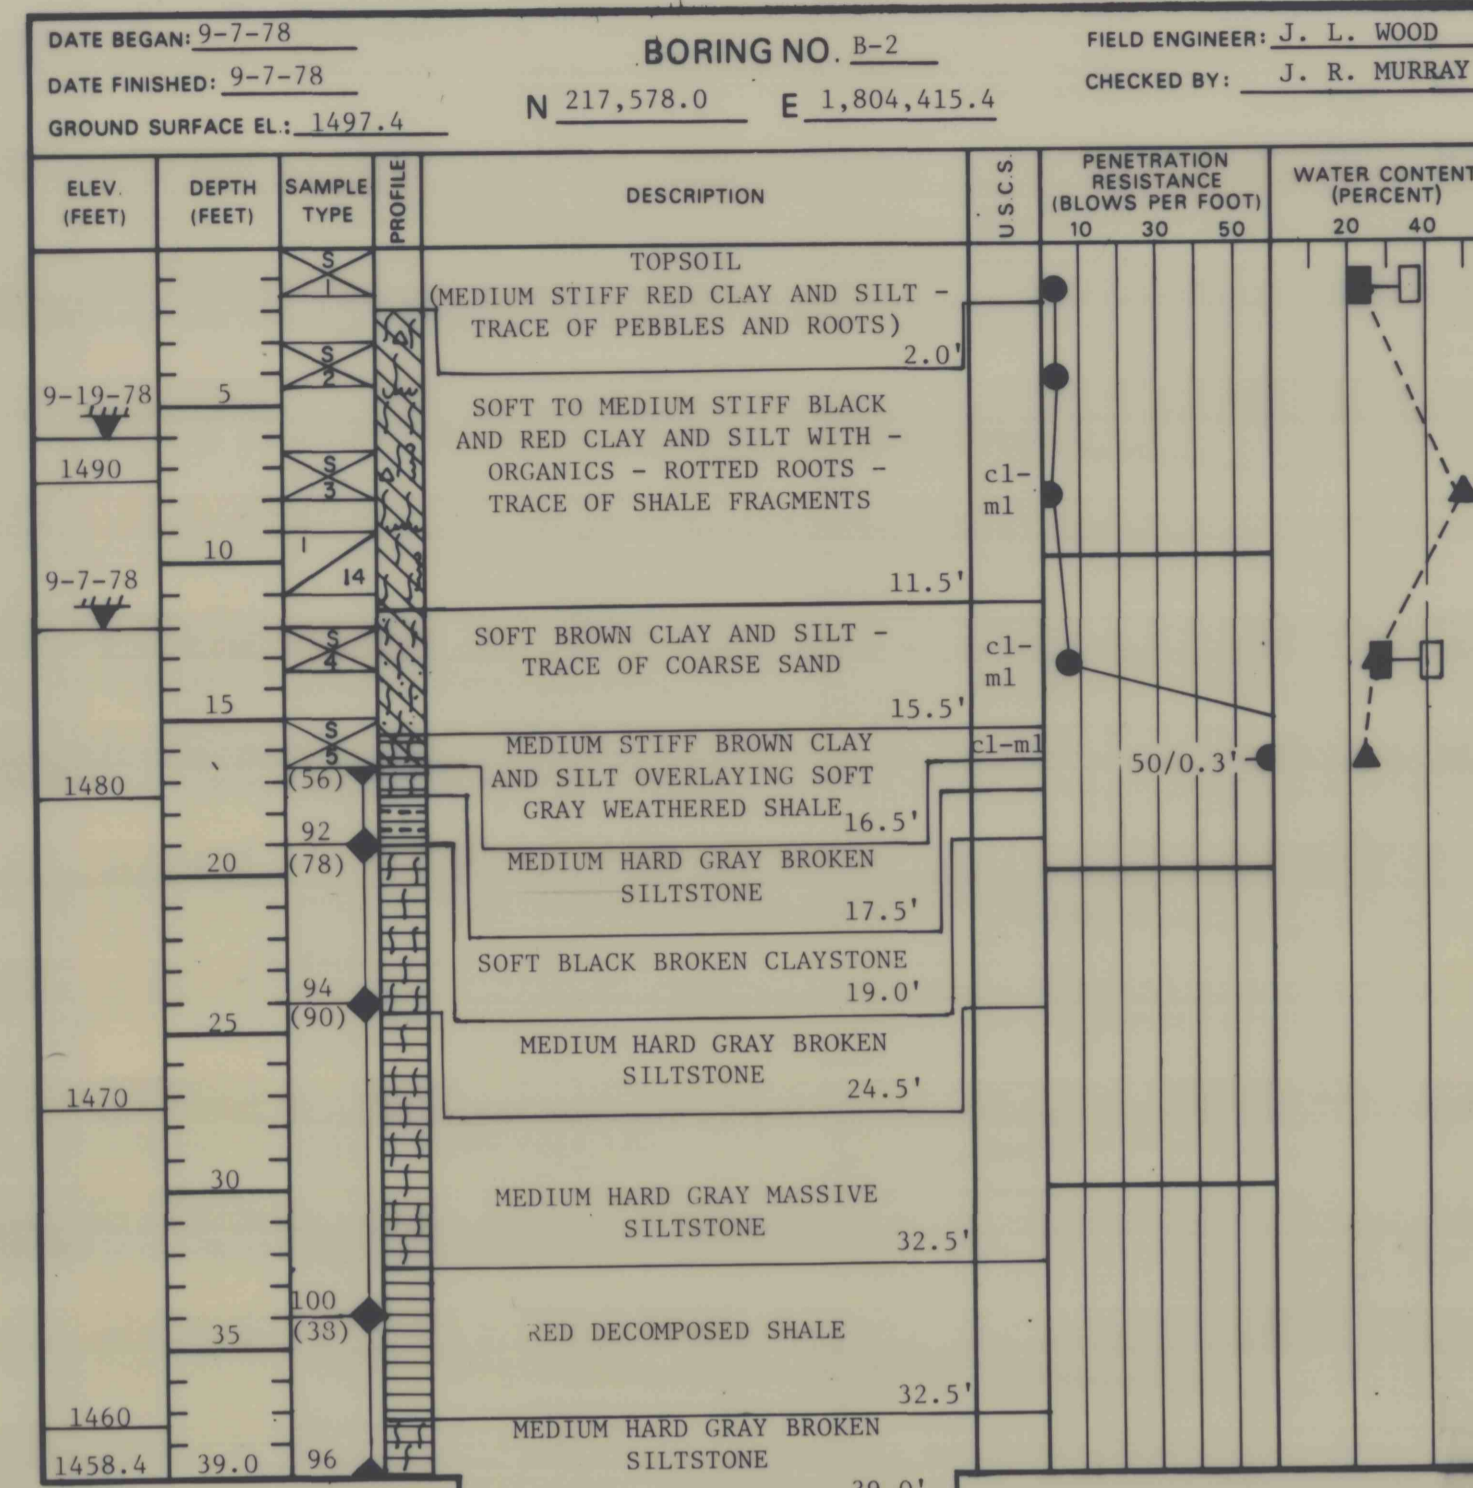 DATE BEGAN: 9-7-78
BORING NO. B-2
FIELD ENGINEER: J. L. WOOD
DATE FINISHED: 9-7-78
CHECKED BY: J. R. MURRAY
GROUND SURFACE EL.: 1497.4
N 217,578.0 E 1,804,415.4
ELEV. (FEET)
DEPTH (FEET)
SAMPLE TYPE
PROFILE
DESCRIPTION
U.S.C.S.
PENETRATION RESISTANCE (BLOWS PER FOOT)
10 30 50
WATER CONTENT (PERCENT)
20 40
S 1
TOPSOIL
(MEDIUM STIFF RED CLAY AND SILT -
TRACE OF PEBBLES AND ROOTS)
2.0'
S 2
9-19-78
5
SOFT TO MEDIUM STIFF BLACK
AND RED CLAY AND SILT WITH -
ORGANICS - ROTTED ROOTS -
TRACE OF SHALE FRAGMENTS
1490
S 3
cl-
ml
10
1 14
9-7-78
11.5'
S 4
SOFT BROWN CLAY AND SILT -
TRACE OF COARSE SAND
cl-
ml
15
15.5'
S 5
MEDIUM STIFF BROWN CLAY
AND SILT OVERLAYING SOFT
GRAY WEATHERED SHALE
16.5'
cl-ml
50/0.3'
1480
(56)
92
(78)
20
MEDIUM HARD GRAY BROKEN
SILTSTONE
17.5'
SOFT BLACK BROKEN CLAYSTONE
19.0'
94
(90)
25
MEDIUM HARD GRAY BROKEN
SILTSTONE
24.5'
1470
30
MEDIUM HARD GRAY MASSIVE
SILTSTONE
32.5'
100
(38)
35
RED DECOMPOSED SHALE
32.5'
1460
MEDIUM HARD GRAY BROKEN
SILTSTONE
1458.4
39.0
96
39.0'